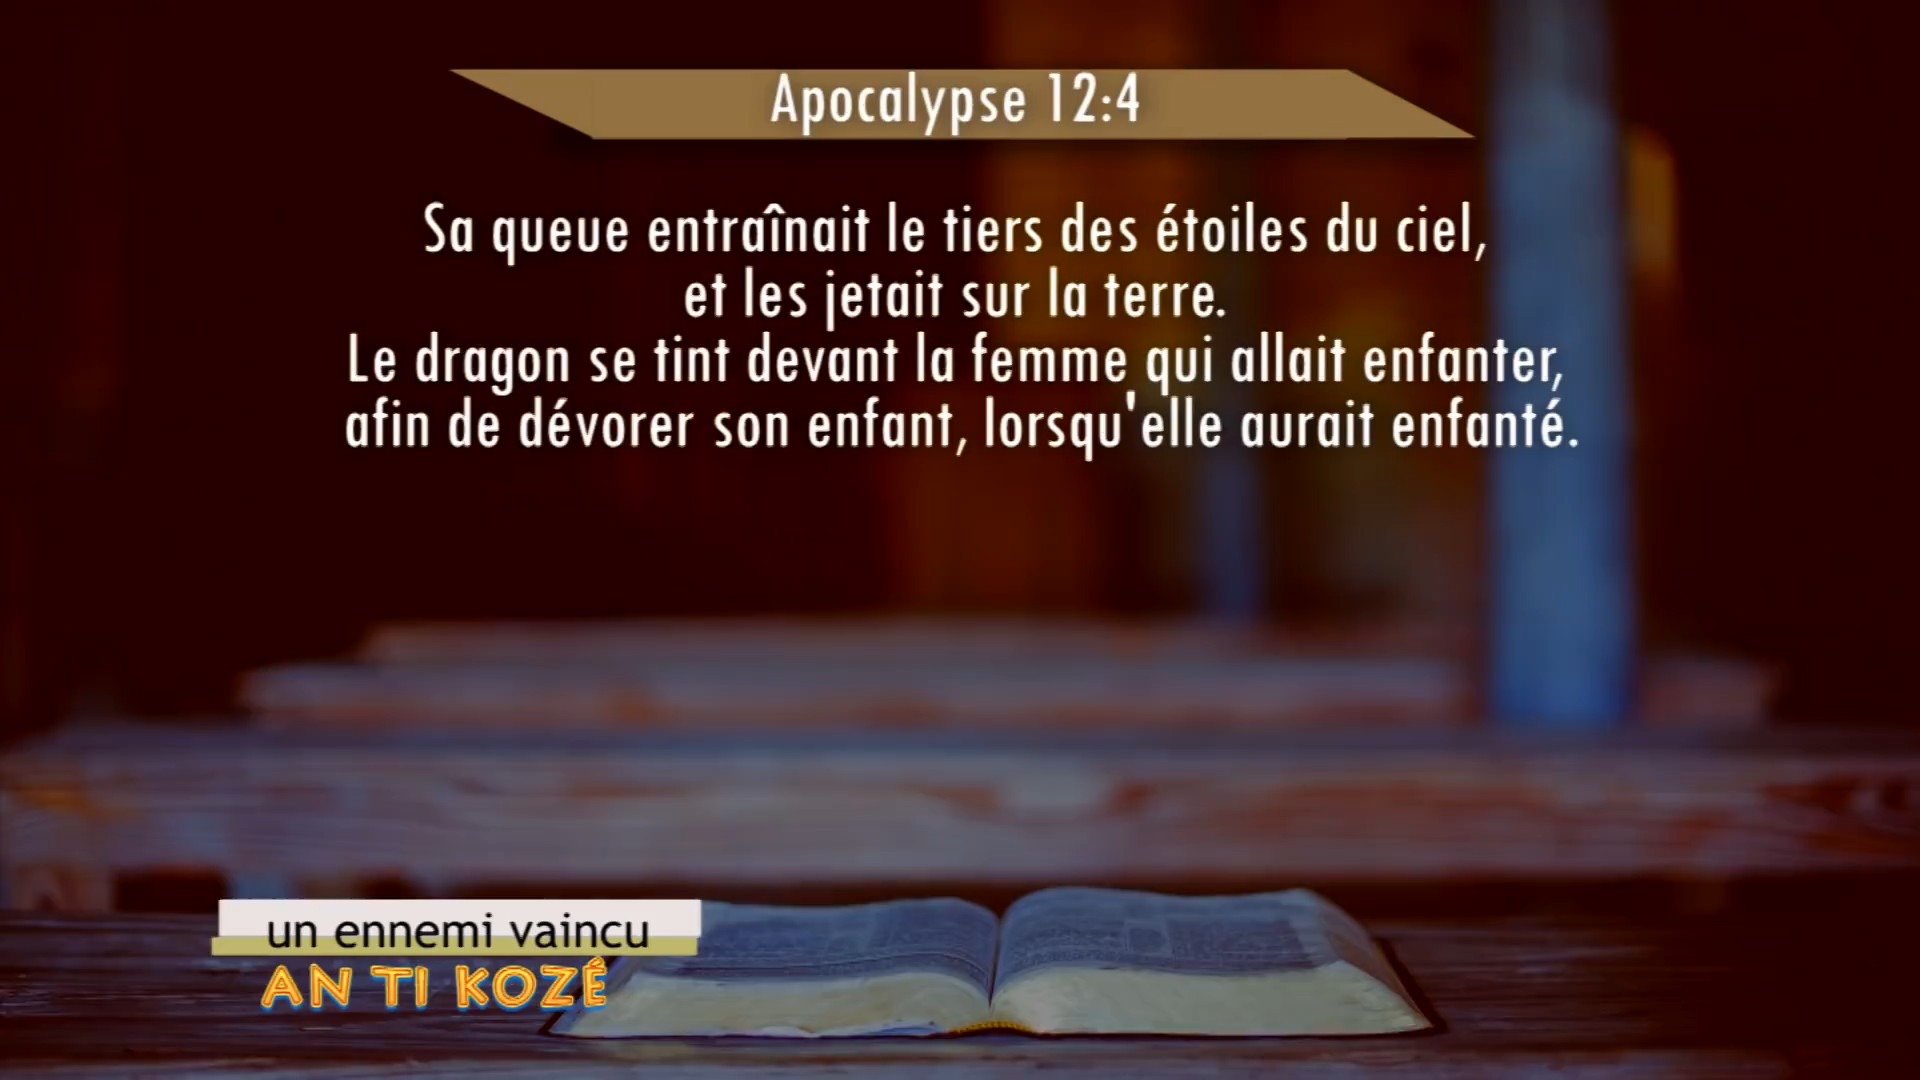 Apocalypse 12:4
Sa queue entraînait le tiers des étoiles du ciel,
et les jetait sur la terre.
Le dragon se tint devant la femme qui allait enfanter,
afin de dévorer son enfant, lorsqu'elle aurait enfanté.
un ennemi vaincu
AN TI KOZÉ